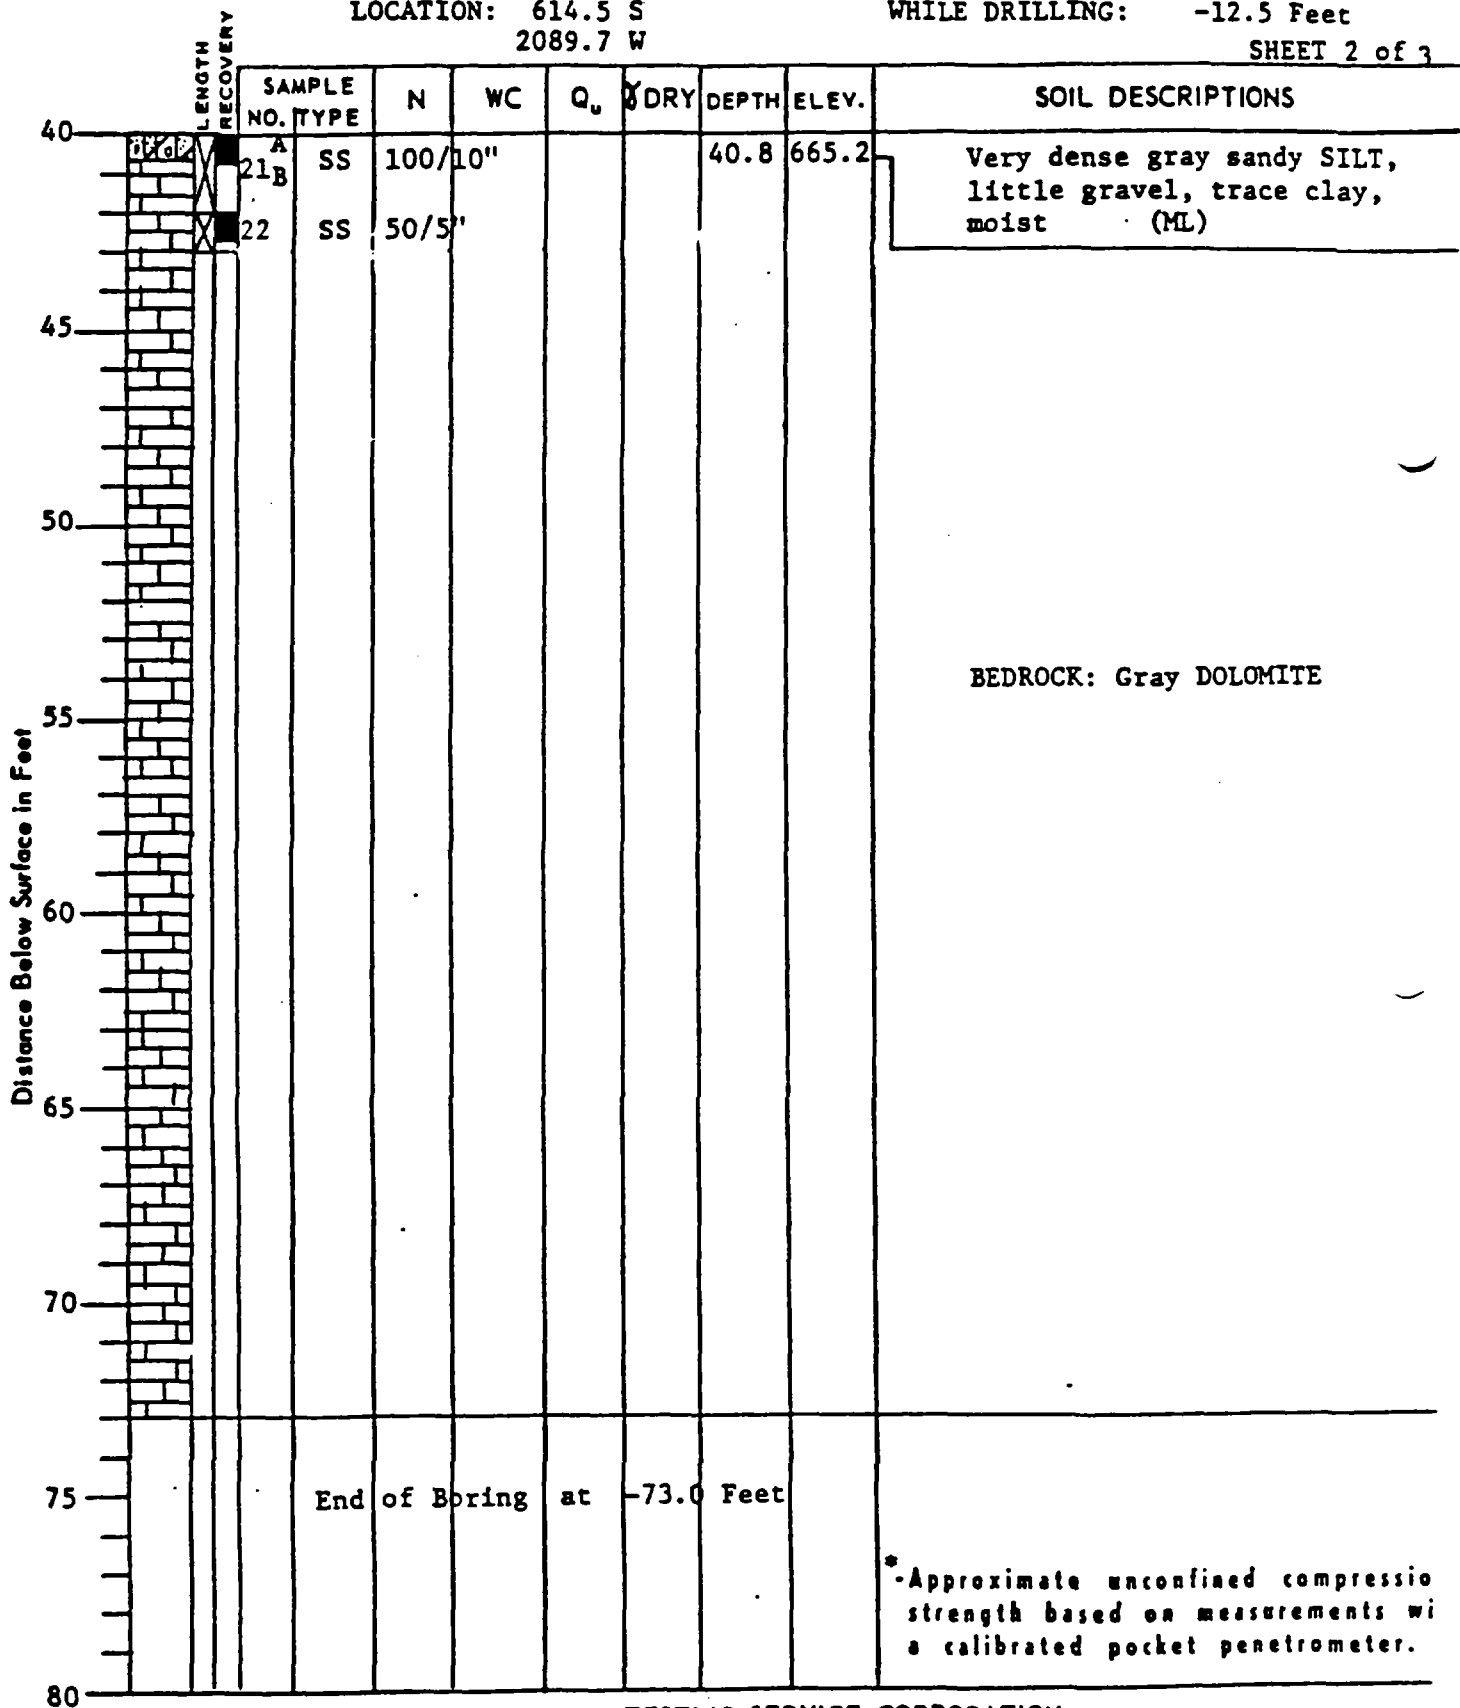 LOCATION: 614.5 S
2089.7 W
WHILE DRILLING: -12.5 Feet
SHEET 2 of 3
LENGTH
RECOVERY
SAMPLE
NO. TYPE
N
WC
Qu
γ DRY
DEPTH
ELEV.
SOIL DESCRIPTIONS
40
21 A B SS 100/10" 40.8 665.2
Very dense gray sandy SILT,
little gravel, trace clay,
moist (ML)
22 SS 50/5"
45
50
BEDROCK: Gray DOLOMITE
55
Distance Below Surface in Feet
60
65
70
75
End of Boring at -73.0 Feet
*-Approximate unconfined compressio
strength based on measurements wi
a calibrated pocket penetrometer.
80